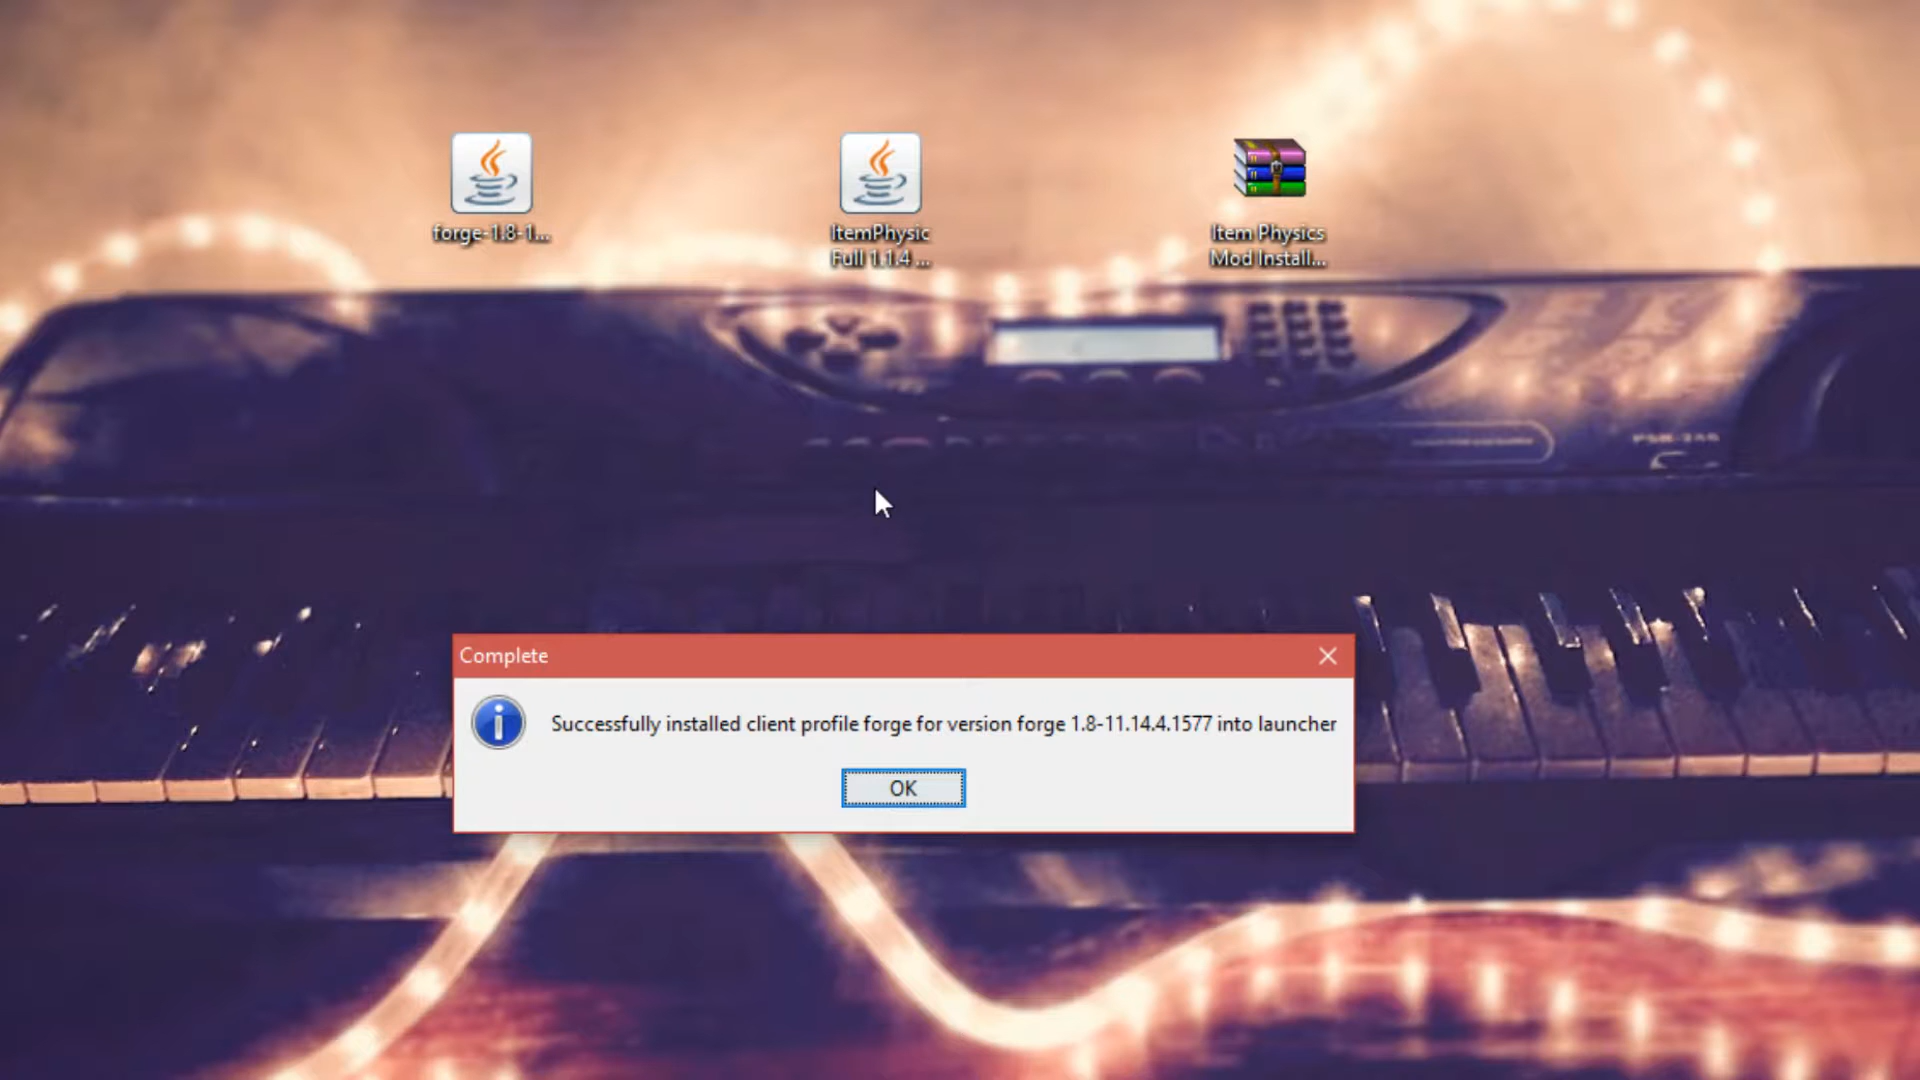 forge-1.8-1...
ItemPhysic
Full 1.1.4 ...
Item Physics
Mod Install...
Complete
Successfully installed client profile forge for version forge 1.8-11.14.4.1577 into launcher
OK